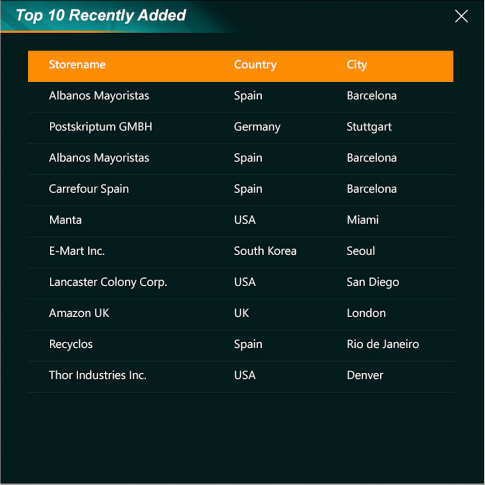 Top 10 Recently Added
Storename Country City
Albanos Mayoristas Spain Barcelona
Postskriptum GMBH Germany Stuttgart
Albanos Mayoristas Spain Barcelona
Carrefour Spain Spain Barcelona
Manta USA Miami
E-Mart Inc. South Korea Seoul
Lancaster Colony Corp. USA San Diego
Amazon UK UK London
Recyclos Spain Rio de Janeiro
Thor Industries Inc. USA Denver